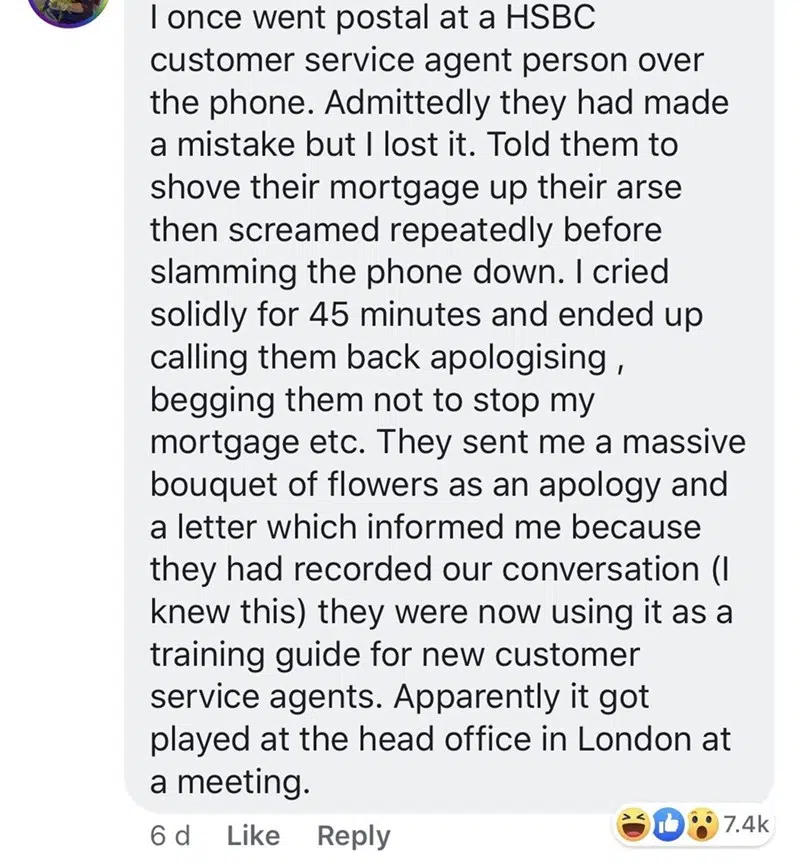 I once went postal at a HSBC
customer service agent person over
the phone. Admittedly they had made
a mistake but I lost it. Told them to
shove their mortgage up their arse
then screamed repeatedly before
slamming the phone down. I cried
solidly for 45 minutes and ended up
calling them back apologising ,
begging them not to stop my
mortgage etc. They sent me a massive
bouquet of flowers as an apology and
a letter which informed me because
they had recorded our conversation (I
knew this) they were now using it as a
training guide for new customer
service agents. Apparently it got
played at the head office in London at
a meeting.
6 d Like Reply 7.4k